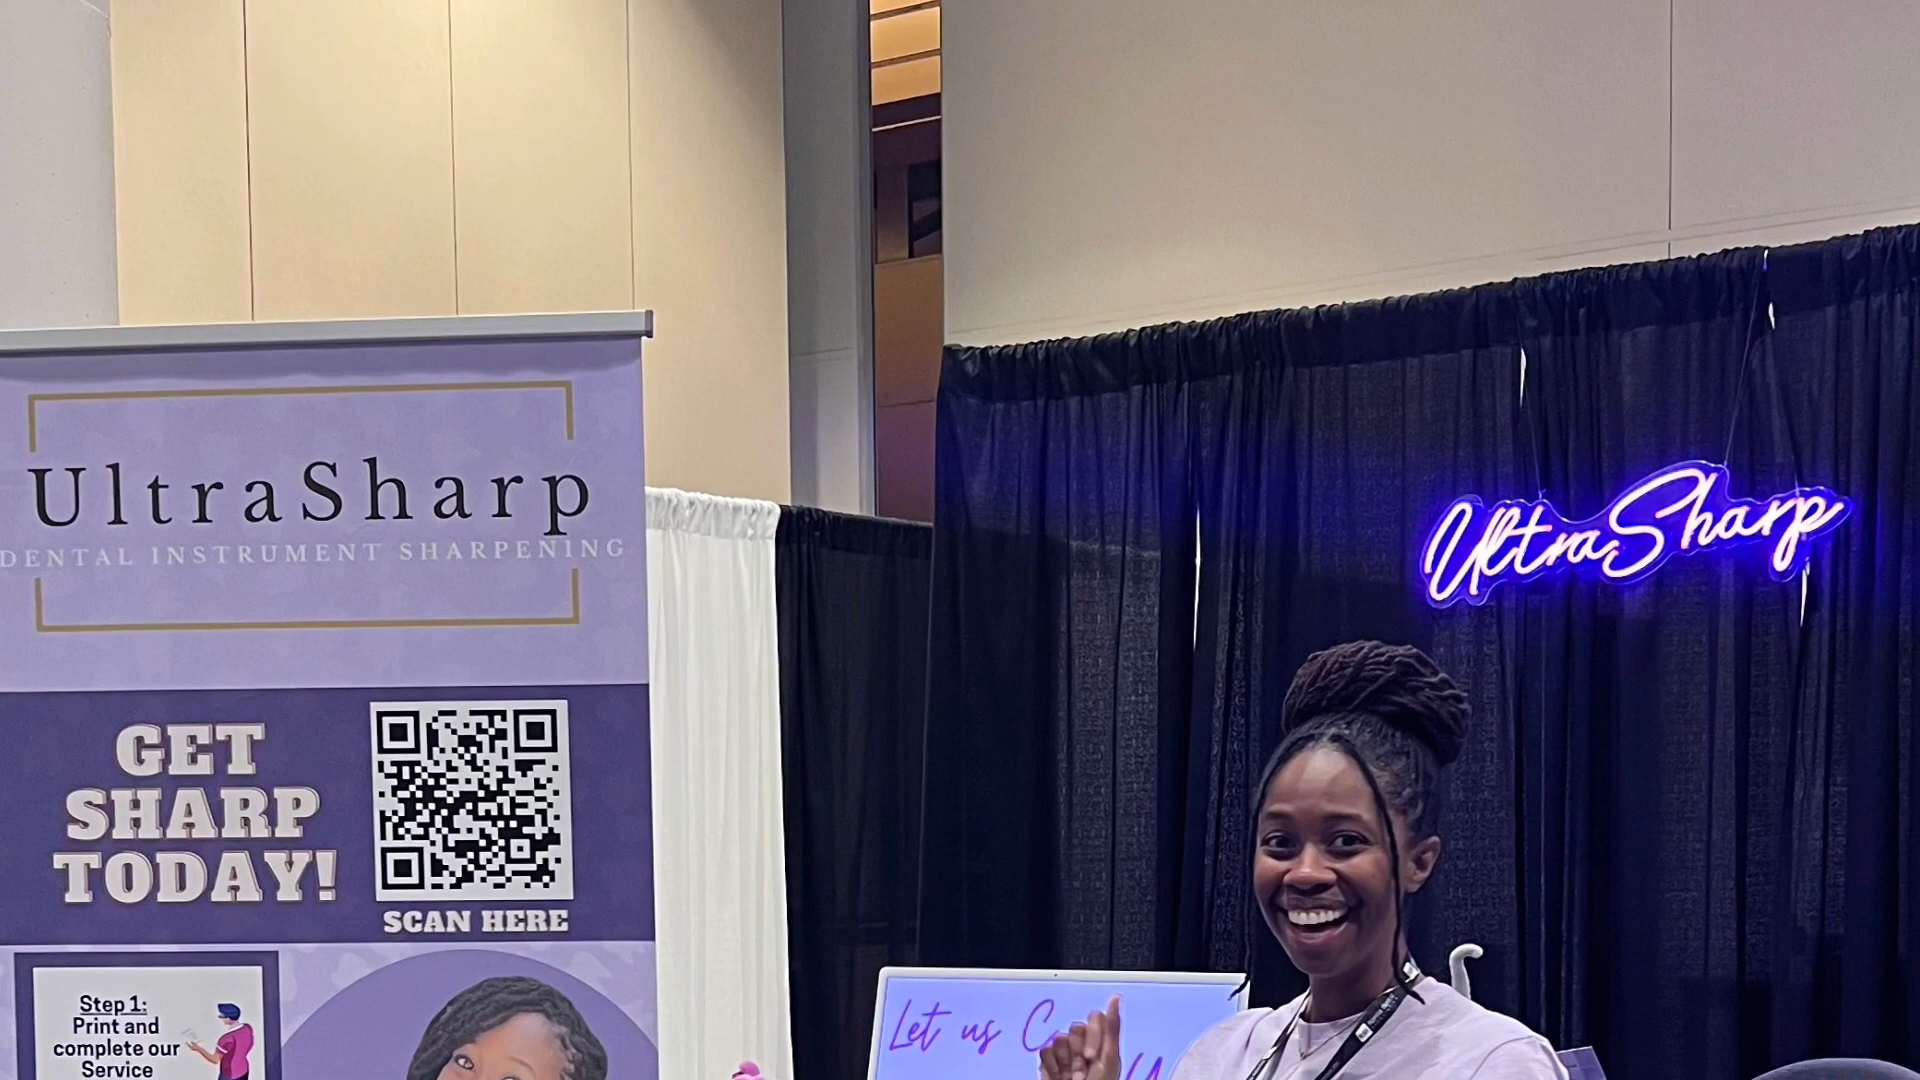 UltraSharp
DENTAL INSTRUMENT SHARPENING
GET
SHARP
TODAY!
SCAN HERE
Step 1:
Print and
complete our
Service
UltraSharp
Let us